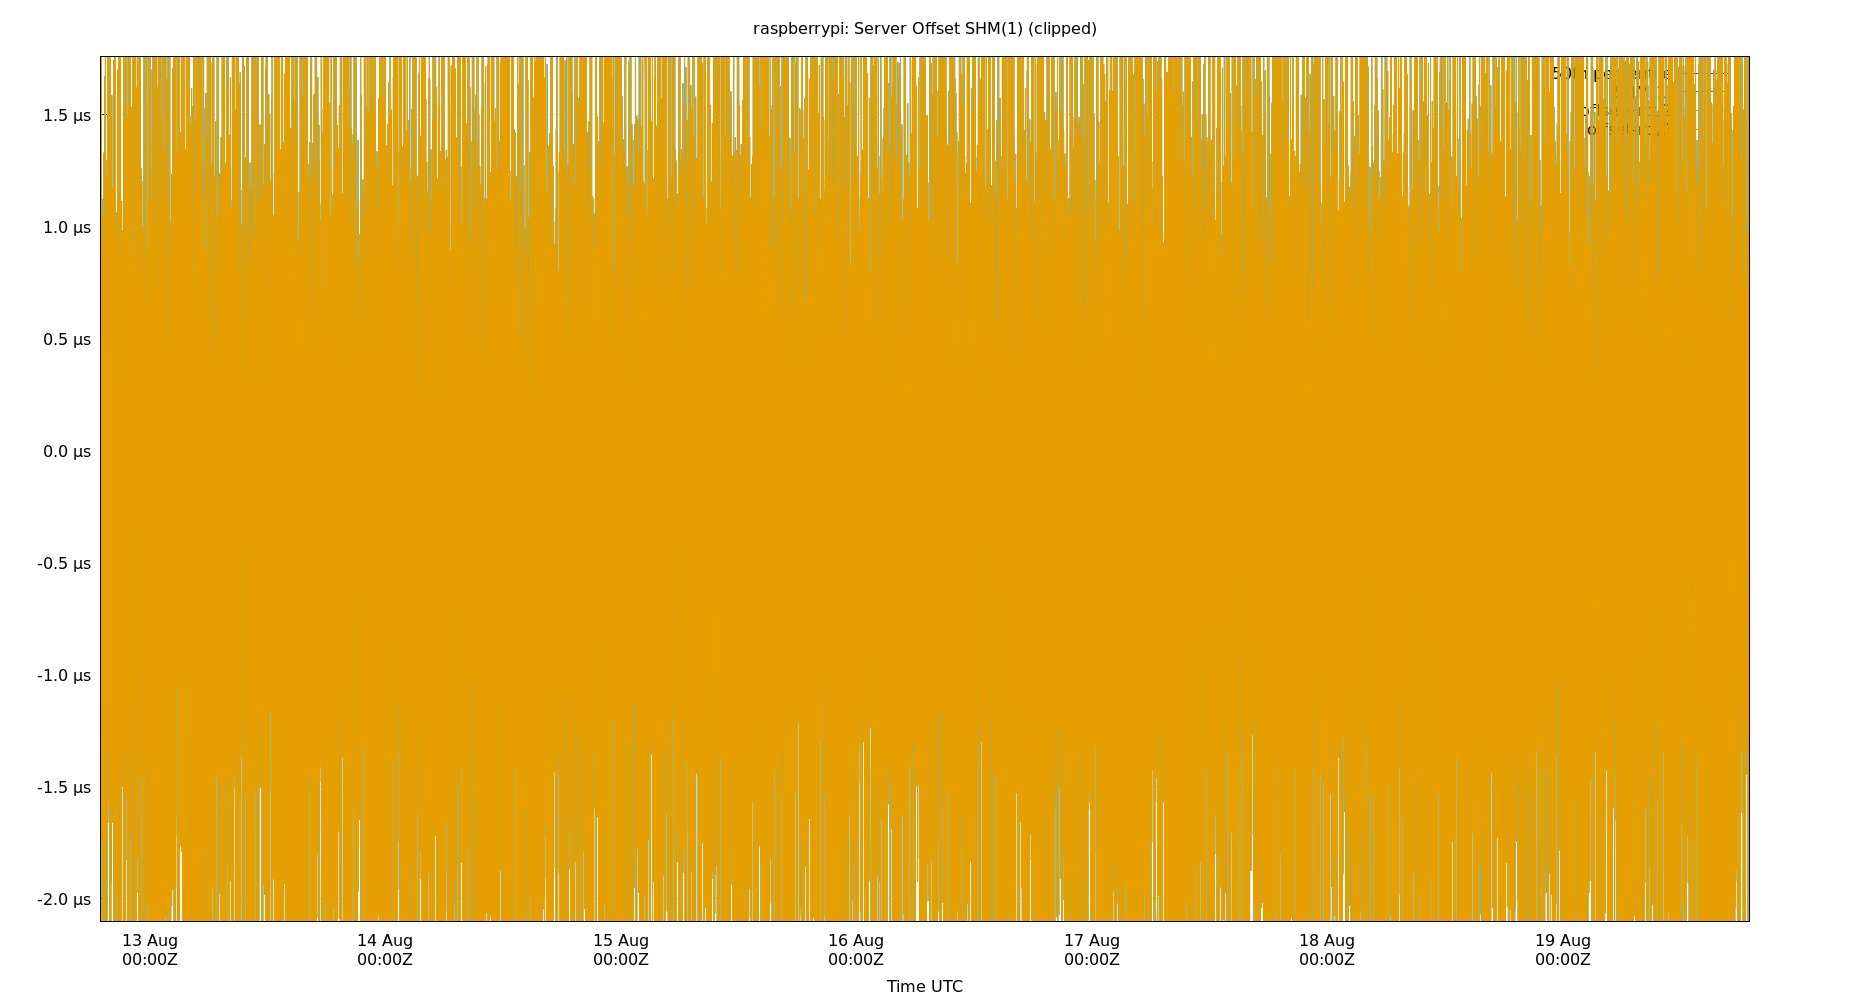 raspberrypi: Server Offset SHM(1) (clipped)
1.5 µs
1.0 µs
0.5 µs
0.0 µs
-0.5 µs
-1.0 µs
-1.5 µs
-2.0 µs
13 Aug 14 Aug 15 Aug 16 Aug 17 Aug 18 Aug 19 Aug
00:00Z 00:00Z 00:00Z 00:00Z 00:00Z 00:00Z 00:00Z
Time UTC